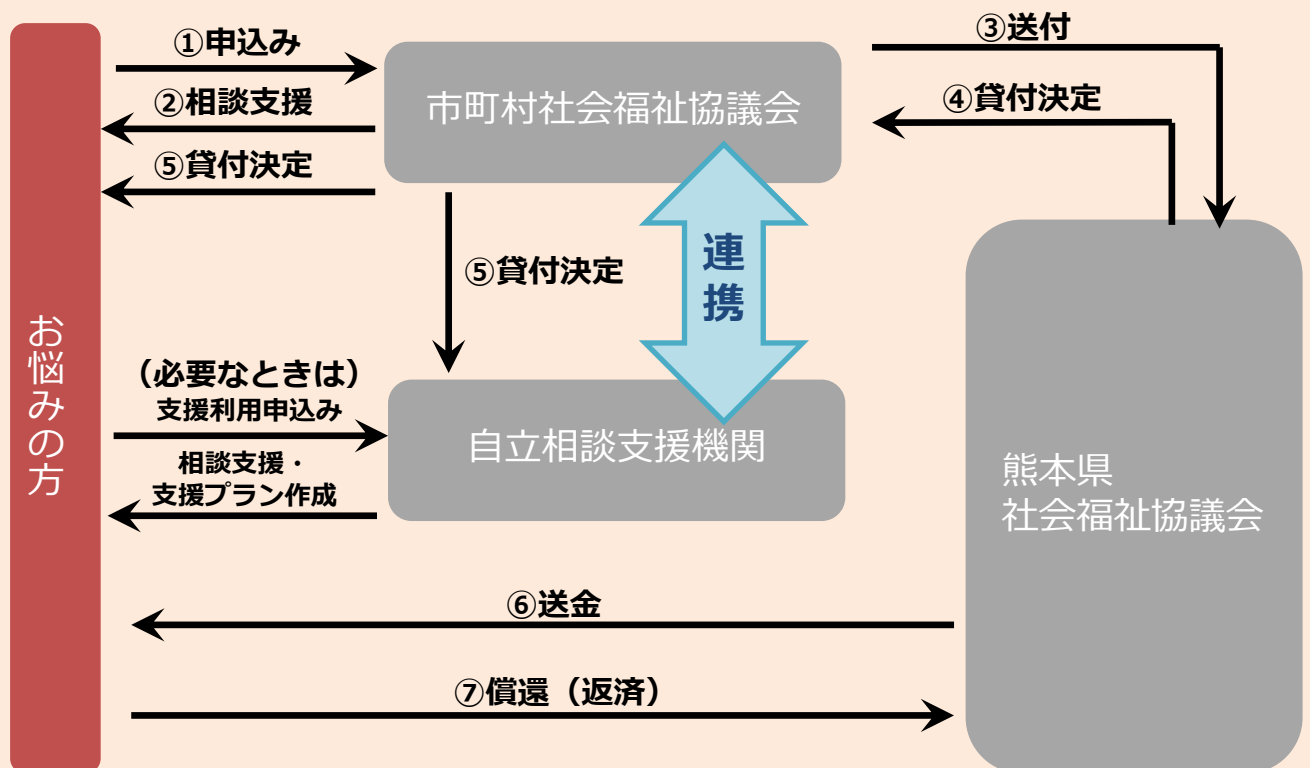 ①申込み
市町村社会福祉協議会
③送付
②相談支援
④貸付決定
⑤貸付決定
⑤貸付決定
連
携
お悩みの方
（必要なときは）
支援利用申込み
自立相談支援機関
相談支援・
支援プラン作成
熊本県
社会福祉協議会
⑥送金
⑦償還（返済）